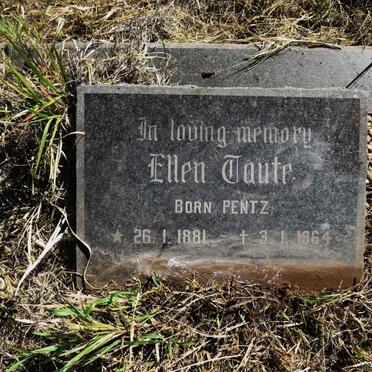 In loving memory
Ellen Taute
BORN PENTZ
★ 26.1.1881 ✝ 3.1.1964